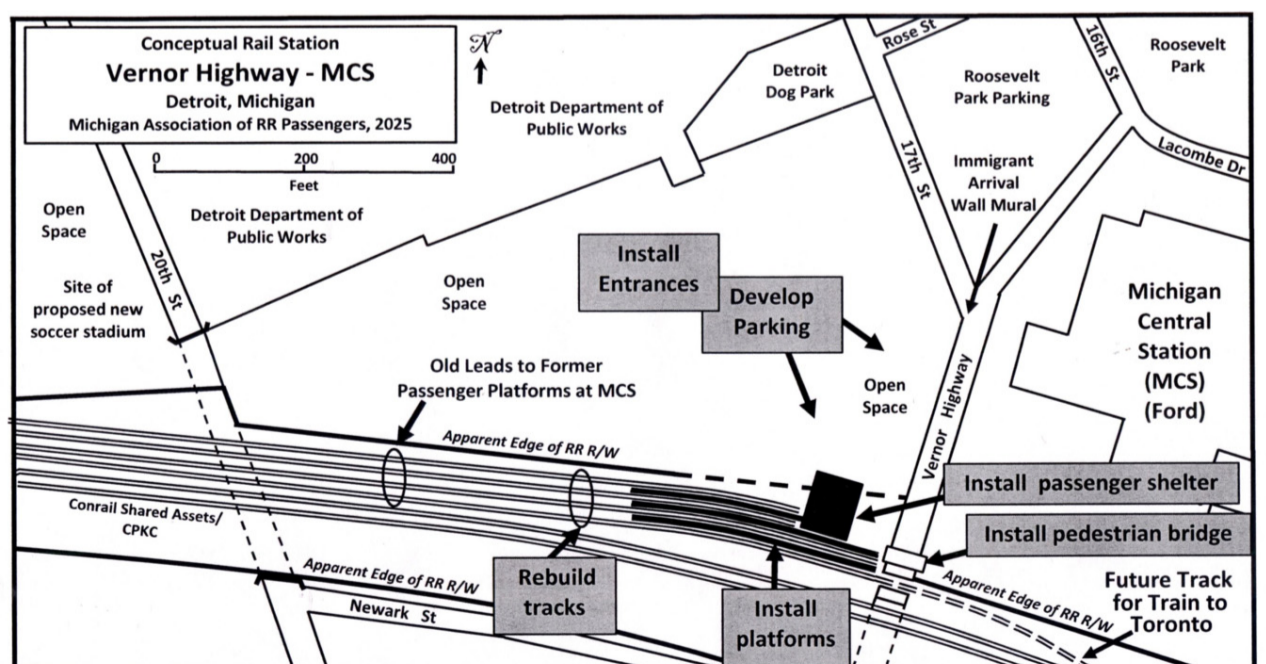 Conceptual Rail Station
Vernor Highway - MCS
Detroit, Michigan
Michigan Association of RR Passengers, 2025
N
0 200 400
Feet
Detroit Department of
Public Works
Detroit
Dog Park
Rose St
16th St
Roosevelt
Park
Roosevelt
Park Parking
17th St
Lacombe Dr
Immigrant
Arrival
Wall Mural
Open
Space
Detroit Department of
Public Works
20th St
Site of
proposed new
soccer stadium
Open
Space
Install
Entrances
Develop
Parking
Open
Space
Vernor Highway
Michigan
Central
Station
(MCS)
(Ford)
Old Leads to Former
Passenger Platforms at MCS
Apparent Edge of RR R/W
Install passenger shelter
Install pedestrian bridge
Conrail Shared Assets/
CPKC
Apparent Edge of RR R/W
Newark St
Rebuild
tracks
Install
platforms
Apparent Edge of RR R/W
Future Track
for Train to
Toronto